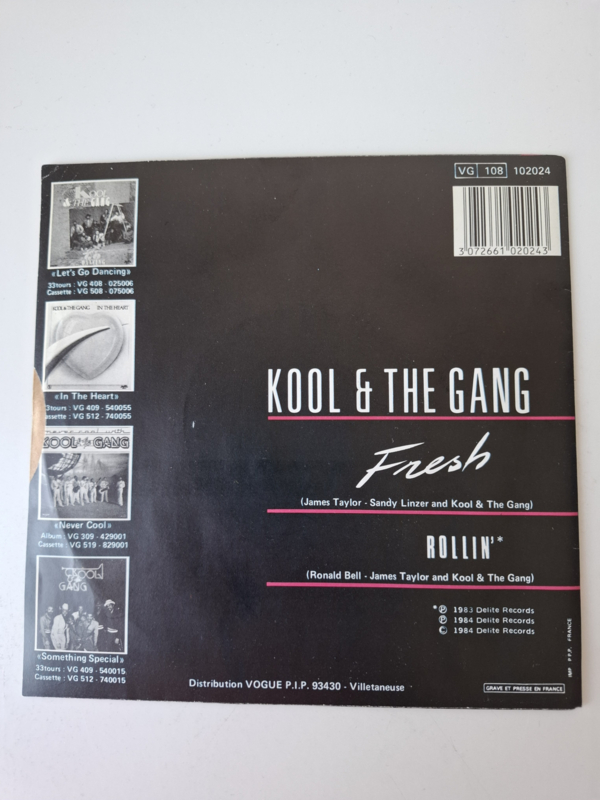 VG 108 102024
3 072661 020243
KOOL & THE GANG
«Let's Go Dancing»
33tours : VG 408 - 025006
Cassette : VG 508 - 075006
KOOL & THE GANG IN THE HEART
«In The Heart»
33tours : VG 409 - 540055
Cassette : VG 512 - 740055
never cool with
KOOL & THE GANG
«Never Cool»
Album : VG 309 - 429001
Cassette : VG 519 - 829001
KOOL
GANG
«Something Special»
33tours : VG 409 - 540015
Cassette : VG 512 - 740015
KOOL & THE GANG
Fresh
(James Taylor - Sandy Linzer and Kool & The Gang)
ROLLIN'*
(Ronald Bell - James Taylor and Kool & The Gang)
*℗ 1983 Delite Records
℗ 1984 Delite Records
© 1984 Delite Records
Distribution VOGUE P.I.P. 93430 - Villetaneuse
GRAVE ET PRESSE EN FRANCE
IMP P.P.F. FRANCE